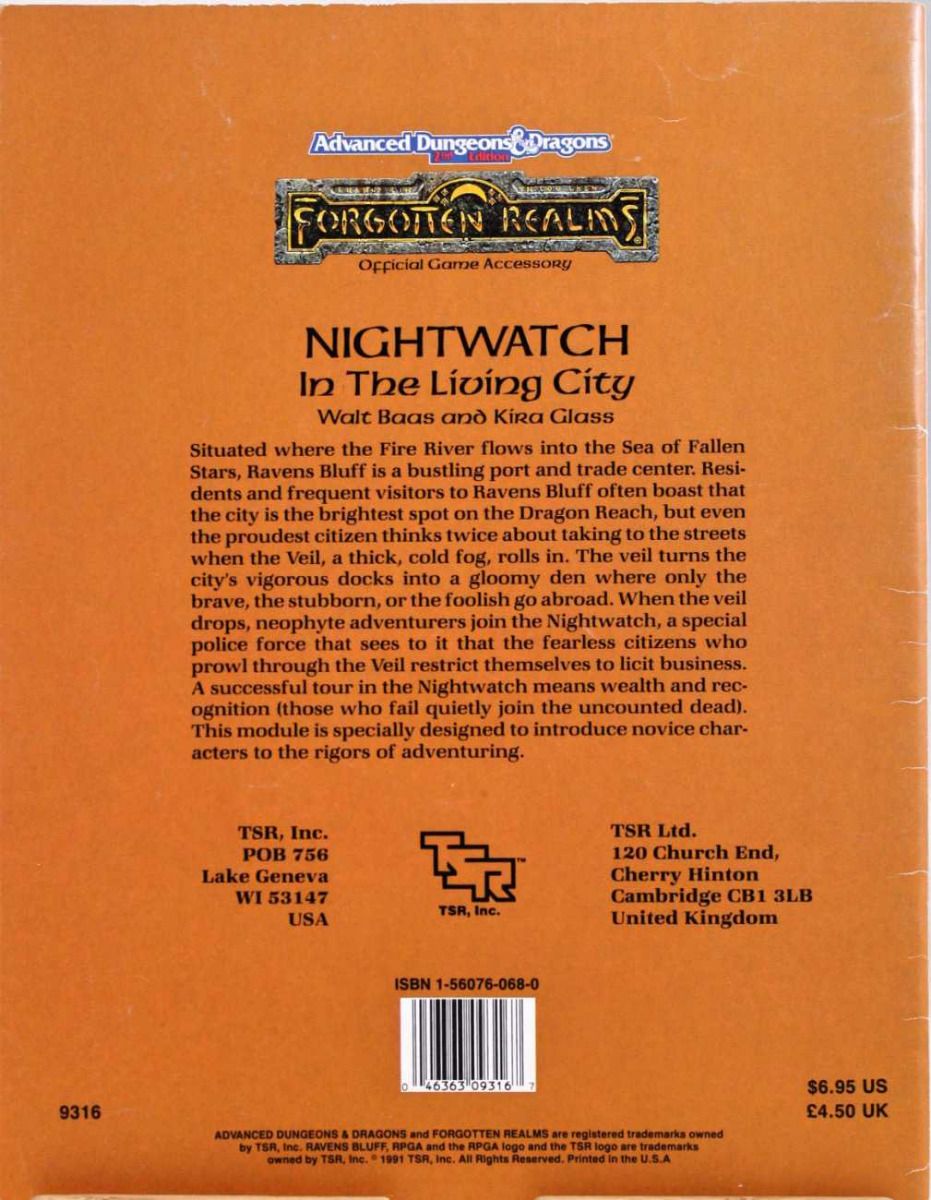 Advanced Dungeons & Dragons
2nd Edition
FORGOTTEN REALMS
Official Game Accessory
NIGHTWATCH
In The Living City
Walt Baas and Kira Glass
Situated where the Fire River flows into the Sea of Fallen
Stars, Ravens Bluff is a bustling port and trade center. Resi-
dents and frequent visitors to Ravens Bluff often boast that
the city is the brightest spot on the Dragon Reach, but even
the proudest citizen thinks twice about taking to the streets
when the Veil, a thick, cold fog, rolls in. The veil turns the
city's vigorous docks into a gloomy den where only the
brave, the stubborn, or the foolish go abroad. When the veil
drops, neophyte adventurers join the Nightwatch, a special
police force that sees to it that the fearless citizens who
prowl through the Veil restrict themselves to licit business.
A successful tour in the Nightwatch means wealth and rec-
ognition (those who fail quietly join the uncounted dead).
This module is specially designed to introduce novice char-
acters to the rigors of adventuring.
TSR, Inc.
POB 756
Lake Geneva
WI 53147
USA
TSR™
TSR, Inc.
TSR Ltd.
120 Church End,
Cherry Hinton
Cambridge CB1 3LB
United Kingdom
ISBN 1-56076-068-0
0 46363 09316 7
$6.95 US
£4.50 UK
9316
ADVANCED DUNGEONS & DRAGONS and FORGOTTEN REALMS are registered trademarks owned
by TSR, Inc. RAVENS BLUFF, RPGA and the RPGA logo and the TSR logo are trademarks
owned by TSR, Inc. © 1991 TSR, Inc. All Rights Reserved. Printed in the U.S.A